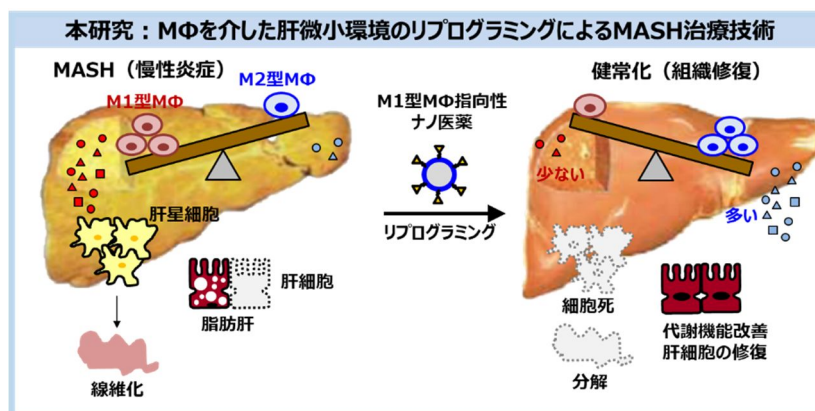 本研究：MΦを介した肝微小環境のリプログラミングによるMASH治療技術
MASH（慢性炎症）
M2型MΦ
M1型MΦ
肝星細胞
肝細胞
脂肪肝
線維化
M1型MΦ指向性
ナノ医薬
リプログラミング
健常化（組織修復）
少ない
多い
細胞死
分解
代謝機能改善
肝細胞の修復